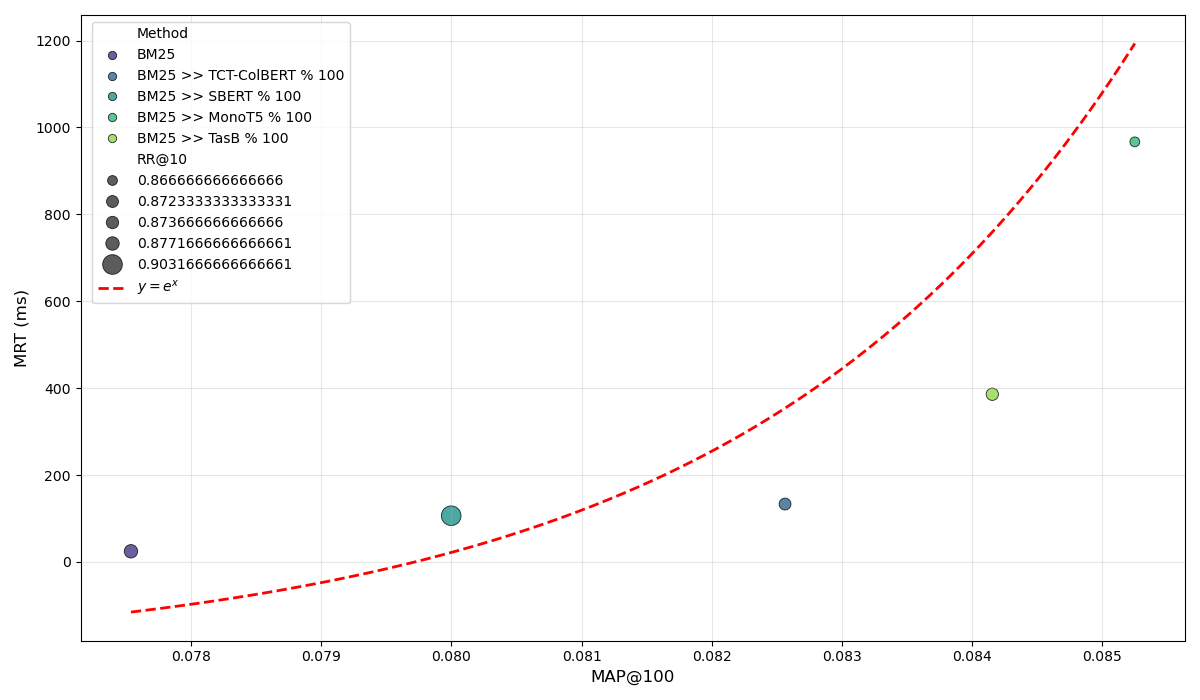 Method
BM25
BM25 >> TCT-ColBERT % 100
BM25 >> SBERT % 100
BM25 >> MonoT5 % 100
BM25 >> TasB % 100
RR@10
0.866666666666666
0.8723333333333331
0.873666666666666
0.8771666666666661
0.9031666666666661
y = e^x
1200
1000
800
600
400
200
0
MRT (ms)
0.078 0.079 0.080 0.081 0.082 0.083 0.084 0.085
MAP@100